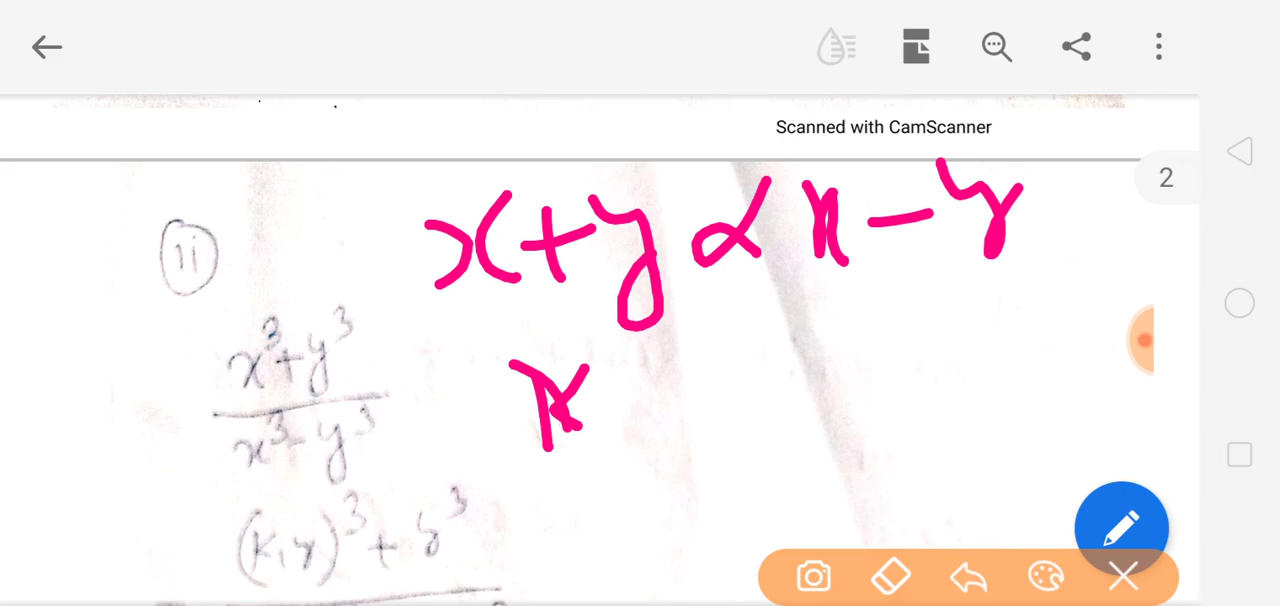 Scanned with CamScanner
2
x+y ∝ x-y
(ii)
x³+y³
x³-y³
(k,y)³+y³